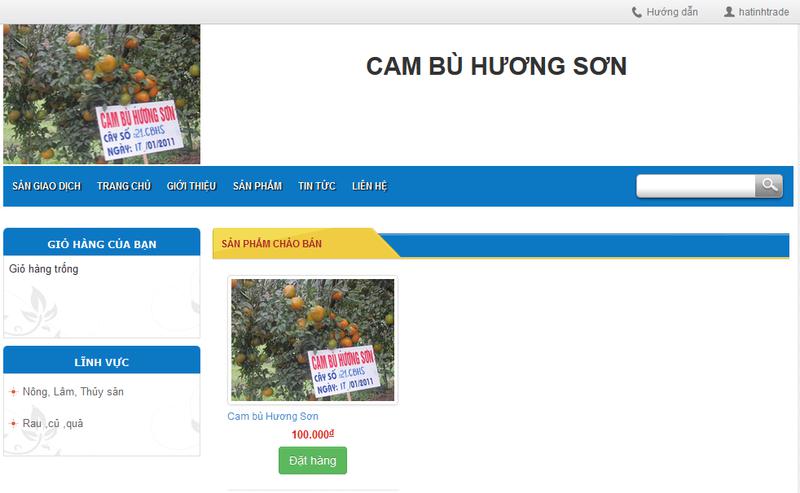 Hướng dẫn
hatinhtrade
CAM BÙ HƯƠNG SƠN
CAM BÙ HƯƠNG SƠN
CÂY SỐ :21.CBHS
NGÀY: 17/01/2011
SÀN GIAO DỊCH
TRANG CHỦ
GIỚI THIỆU
SẢN PHẨM
TIN TỨC
LIÊN HỆ
GIỎ HÀNG CỦA BẠN
Giỏ hàng trống
SẢN PHẨM CHÀO BÁN
LĨNH VỰC
Nông, Lâm, Thủy sản
Rau ,củ ,quả
CAM BÙ HƯƠNG SƠN
CÂY SỐ :21.CBHS
NGÀY: 17/01/2011
Cam bù Hương Sơn
100.000đ
Đặt hàng